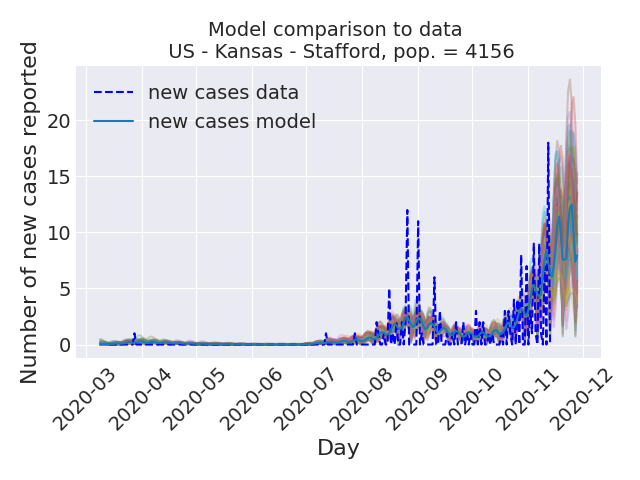 Model comparison to data
US - Kansas - Stafford, pop. = 4156
new cases data
new cases model
Number of new cases reported
20
15
10
5
0
2020-03
2020-04
2020-05
2020-06
2020-07
2020-08
2020-09
2020-10
2020-11
2020-12
Day